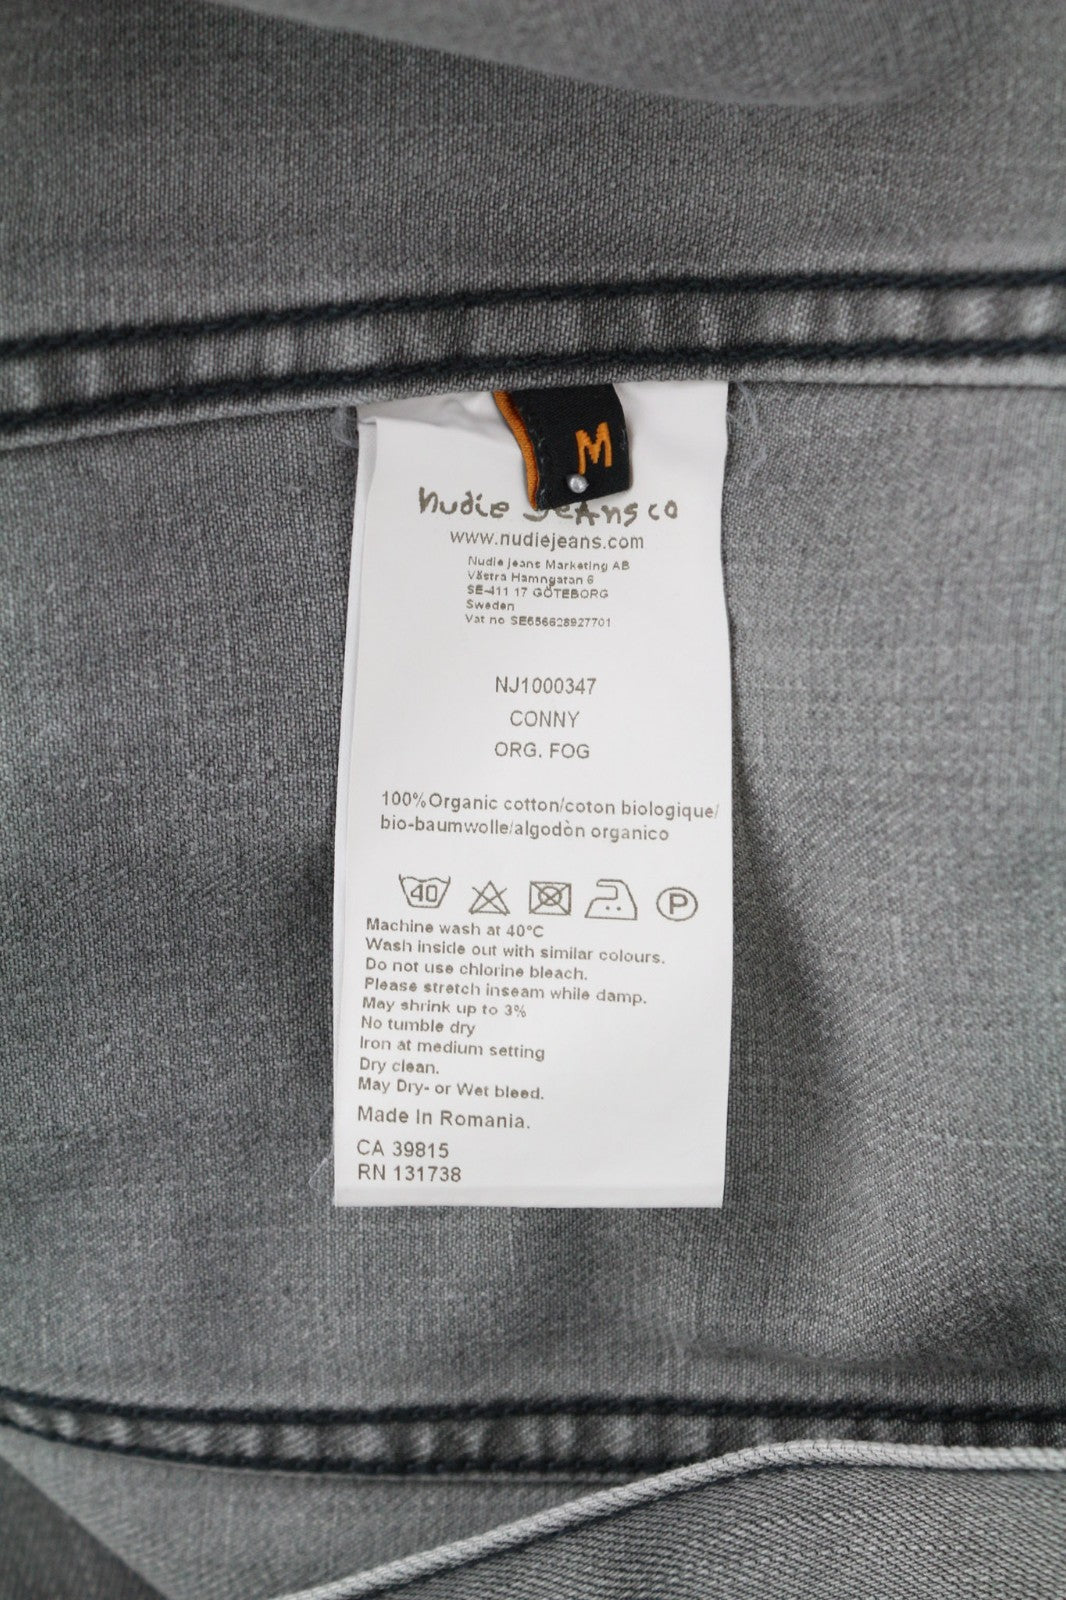 M
nudie jeans co
www.nudiejeans.com
Nudie Jeans Marketing AB
Västra Hamngatan 6
SE-411 17 GÖTEBORG
Sweden
Vat no SE656628927701
NJ1000347
CONNY
ORG. FOG
100%Organic cotton/coton biologique/
bio-baumwolle/algodòn organico
40 P
Machine wash at 40°C
Wash inside out with similar colours.
Do not use chlorine bleach.
Please stretch inseam while damp.
May shrink up to 3%
No tumble dry
Iron at medium setting
Dry clean.
May Dry- or Wet bleed.
Made In Romania.
CA 39815
RN 131738